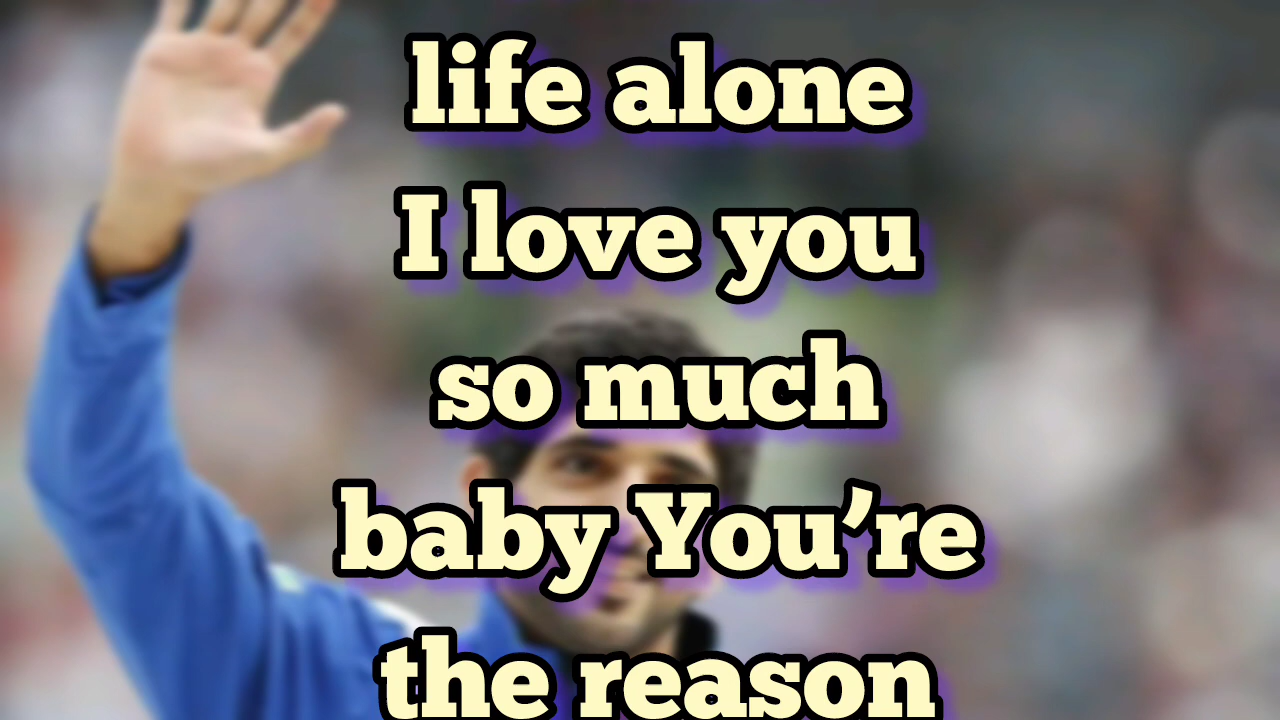 life alone
I love you
so much
baby You’re
the reason